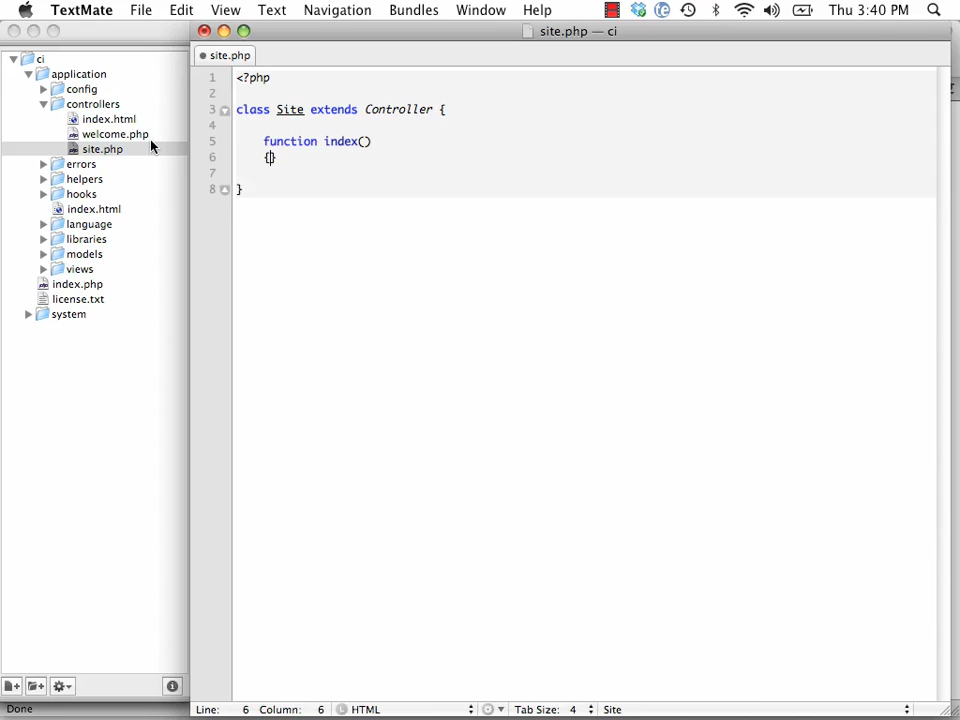 TextMate File Edit View Text Navigation Bundles Window Help Thu 3:40 PM
site.php — ci
site.php
ci
application
config
controllers
index.html
welcome.php
site.php
errors
helpers
hooks
index.html
language
libraries
models
views
index.php
license.txt
system
1 <?php
2
3 class Site extends Controller {
4
5 function index()
6 {}
7
8 }
Done
Line: 6 Column: 6 L HTML Tab Size: 4 Site